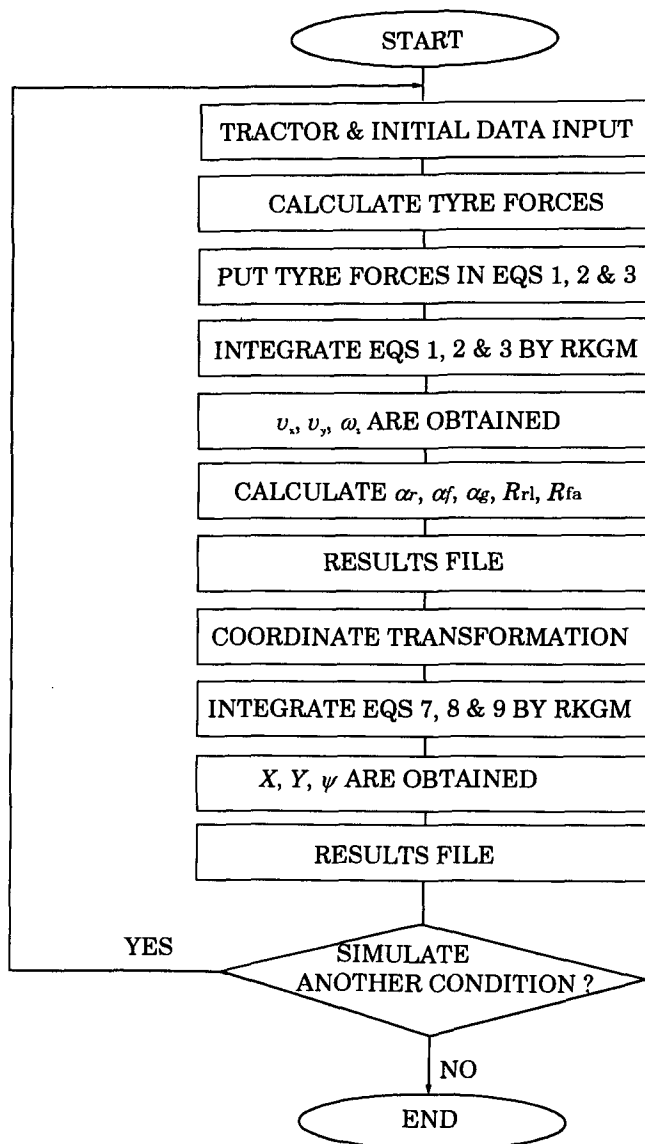 START
TRACTOR & INITIAL DATA INPUT
CALCULATE TYRE FORCES
PUT TYRE FORCES IN EQS 1, 2 & 3
INTEGRATE EQS 1, 2 & 3 BY RKGM
υx, υy, ωz ARE OBTAINED
CALCULATE αr, αf, αg, Rrl, Rfa
RESULTS FILE
COORDINATE TRANSFORMATION
INTEGRATE EQS 7, 8 & 9 BY RKGM
X, Y, ψ ARE OBTAINED
RESULTS FILE
YES
SIMULATE
ANOTHER CONDITION ?
NO
END